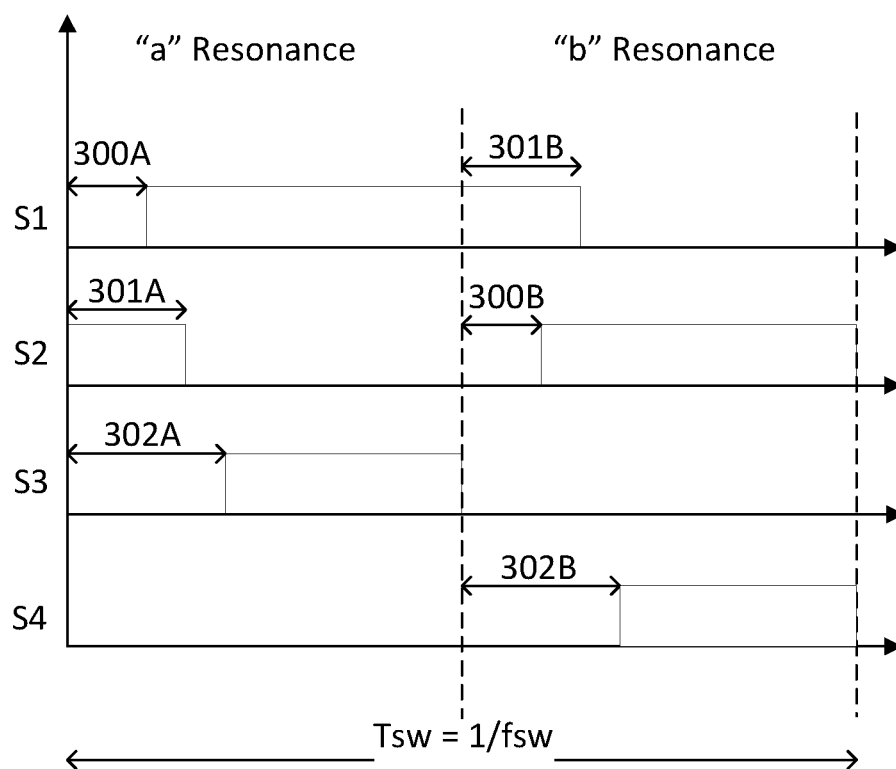 “a” Resonance
“b” Resonance
300A
301B
S1
301A
300B
S2
302A
S3
302B
S4
Tsw = 1/fsw